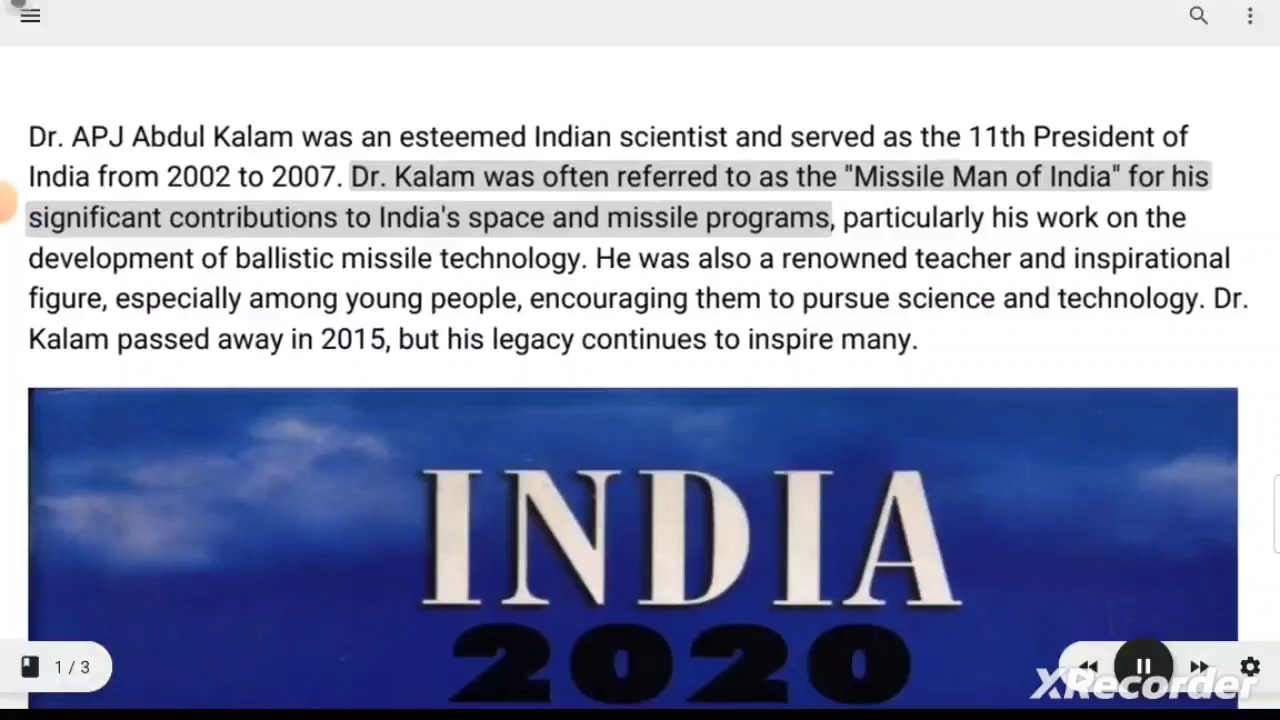 Dr. APJ Abdul Kalam was an esteemed Indian scientist and served as the 11th President of
India from 2002 to 2007. Dr. Kalam was often referred to as the "Missile Man of India" for his
significant contributions to India's space and missile programs, particularly his work on the
development of ballistic missile technology. He was also a renowned teacher and inspirational
figure, especially among young people, encouraging them to pursue science and technology. Dr.
Kalam passed away in 2015, but his legacy continues to inspire many.
INDIA
2020
1 / 3
XRecorder